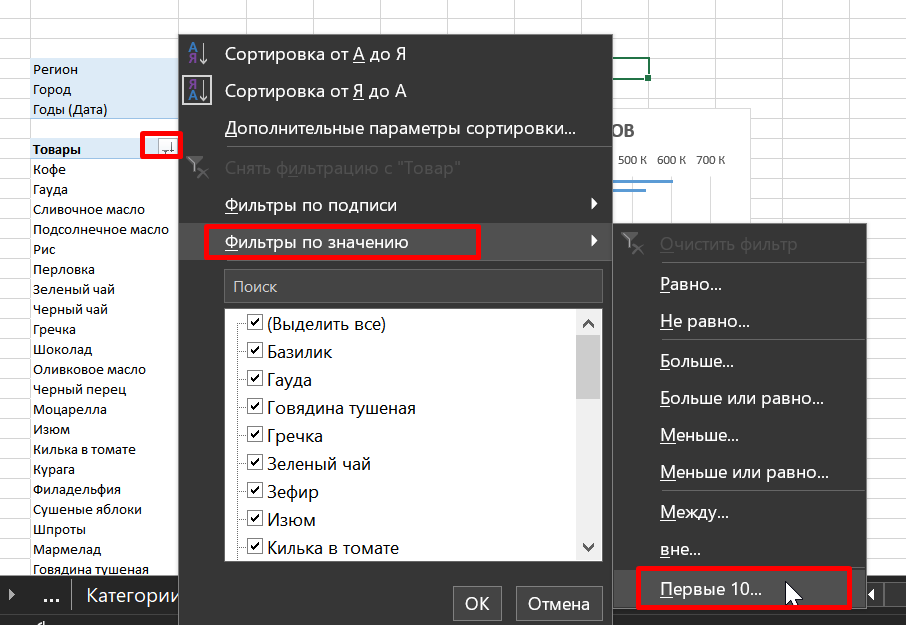 Регион
Город
Годы (Дата)
Товары
Кофе
Гауда
Сливочное масло
Подсолнечное масло
Рис
Перловка
Зеленый чай
Черный чай
Гречка
Шоколад
Оливковое масло
Черный перец
Моцарелла
Изюм
Килька в томате
Курага
Филадельфия
Сушеные яблоки
Шпроты
Мармелад
Говядина тушеная
... Категории
Сортировка от А до Я
Сортировка от Я до А
Дополнительные параметры сортировки...
Снять фильтрацию с "Товар"
Фильтры по подписи
Фильтры по значению
Поиск
(Выделить все)
Базилик
Гауда
Говядина тушеная
Гречка
Зеленый чай
Зефир
Изюм
Килька в томате
ОК
Отмена
ОВ
500 К 600 К 700 К
Очистить фильтр
Равно...
Не равно...
Больше...
Больше или равно...
Меньше...
Меньше или равно...
Между...
вне...
Первые 10...